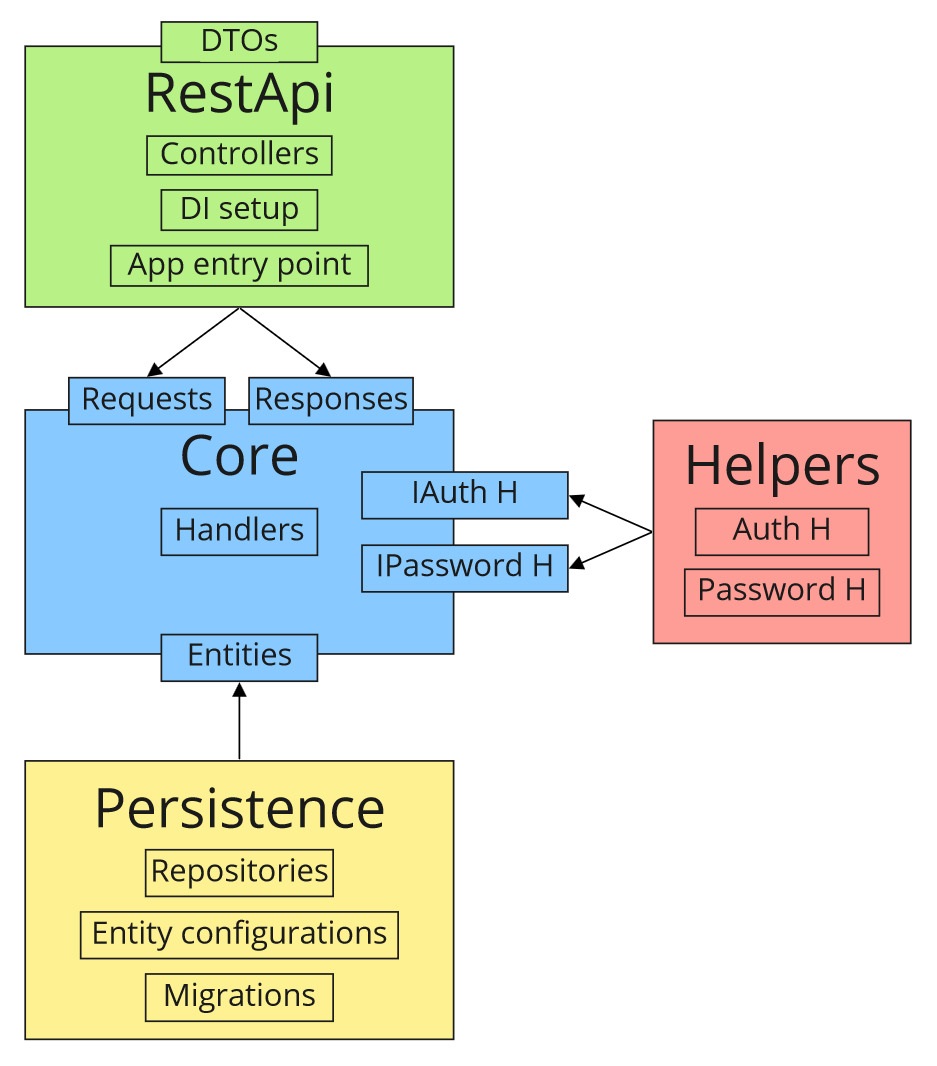 DTOs
RestApi
Controllers
DI setup
App entry point
Requests
Responses
Core
IAuth H
Handlers
IPassword H
Entities
Helpers
Auth H
Password H
Persistence
Repositories
Entity configurations
Migrations